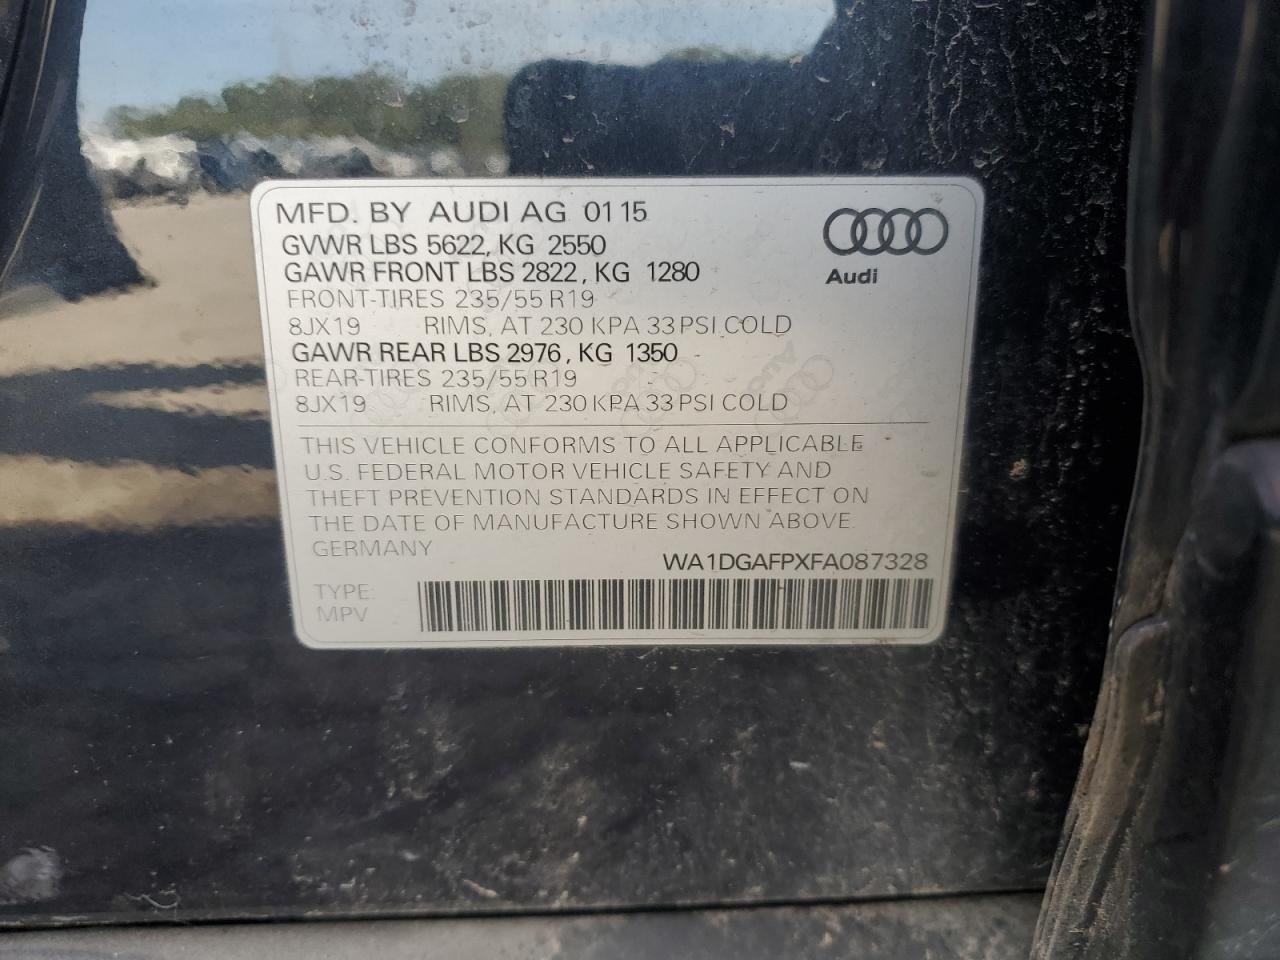 MFD. BY AUDI AG 01 15
GVWR LBS 5622, KG 2550
GAWR FRONT LBS 2822, KG 1280
FRONT-TIRES 235/55 R19
8JX19 RIMS, AT 230 KPA 33 PSI COLD
GAWR REAR LBS 2976, KG 1350
REAR-TIRES 235/55 R19
8JX19 RIMS, AT 230 KPA 33 PSI COLD
Audi
THIS VEHICLE CONFORMS TO ALL APPLICABLE
U.S. FEDERAL MOTOR VEHICLE SAFETY AND
THEFT PREVENTION STANDARDS IN EFFECT ON
THE DATE OF MANUFACTURE SHOWN ABOVE.
GERMANY
WA1DGAFPXFA087328
TYPE:
MPV